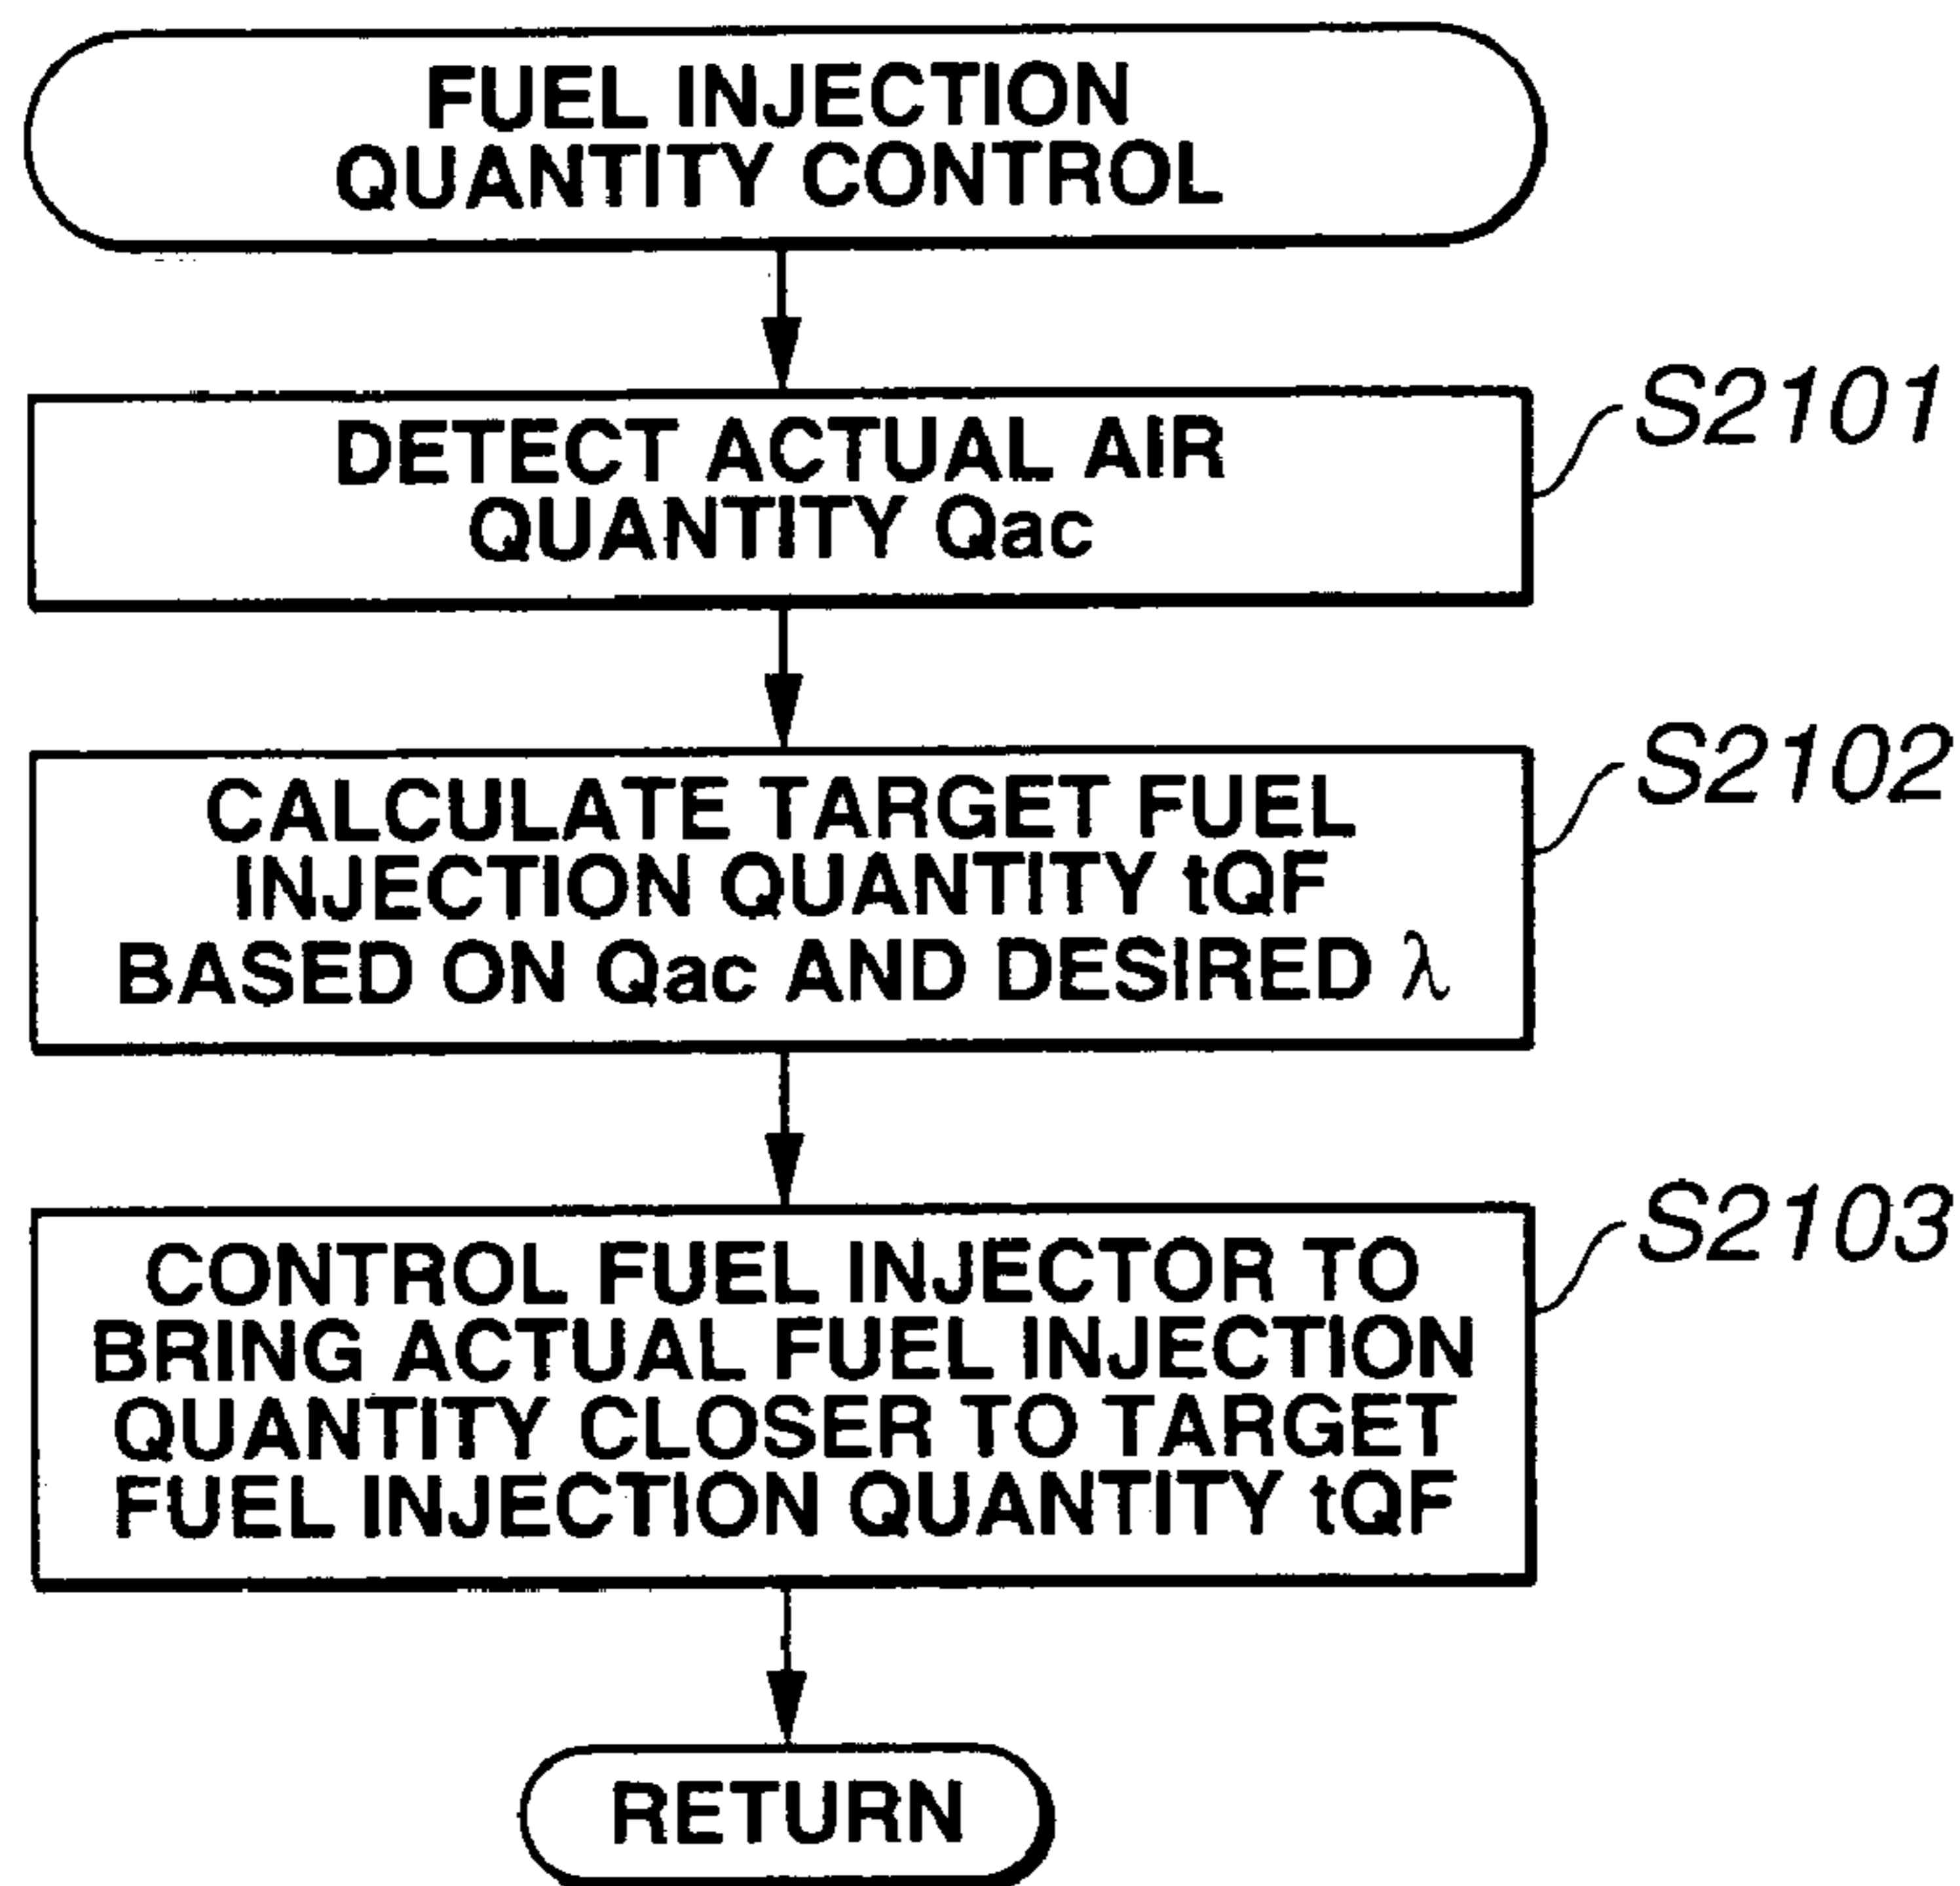 FUEL INJECTION
QUANTITY CONTROL
DETECT ACTUAL AIR
QUANTITY Qac
S2101
CALCULATE TARGET FUEL
INJECTION QUANTITY tQF
BASED ON Qac AND DESIRED λ
S2102
CONTROL FUEL INJECTOR TO
BRING ACTUAL FUEL INJECTION
QUANTITY CLOSER TO TARGET
FUEL INJECTION QUANTITY tQF
S2103
RETURN